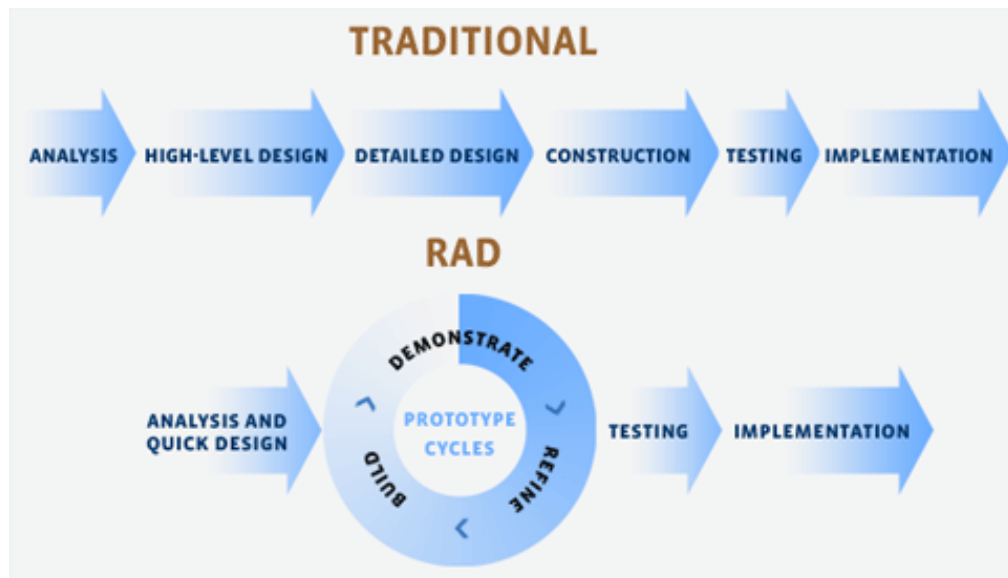 TRADITIONAL
ANALYSIS
HIGH-LEVEL DESIGN
DETAILED DESIGN
CONSTRUCTION
TESTING
IMPLEMENTATION
RAD
ANALYSIS AND
QUICK DESIGN
DEMONSTRATE
REFINE
BUILD
PROTOTYPE
CYCLES
TESTING
IMPLEMENTATION